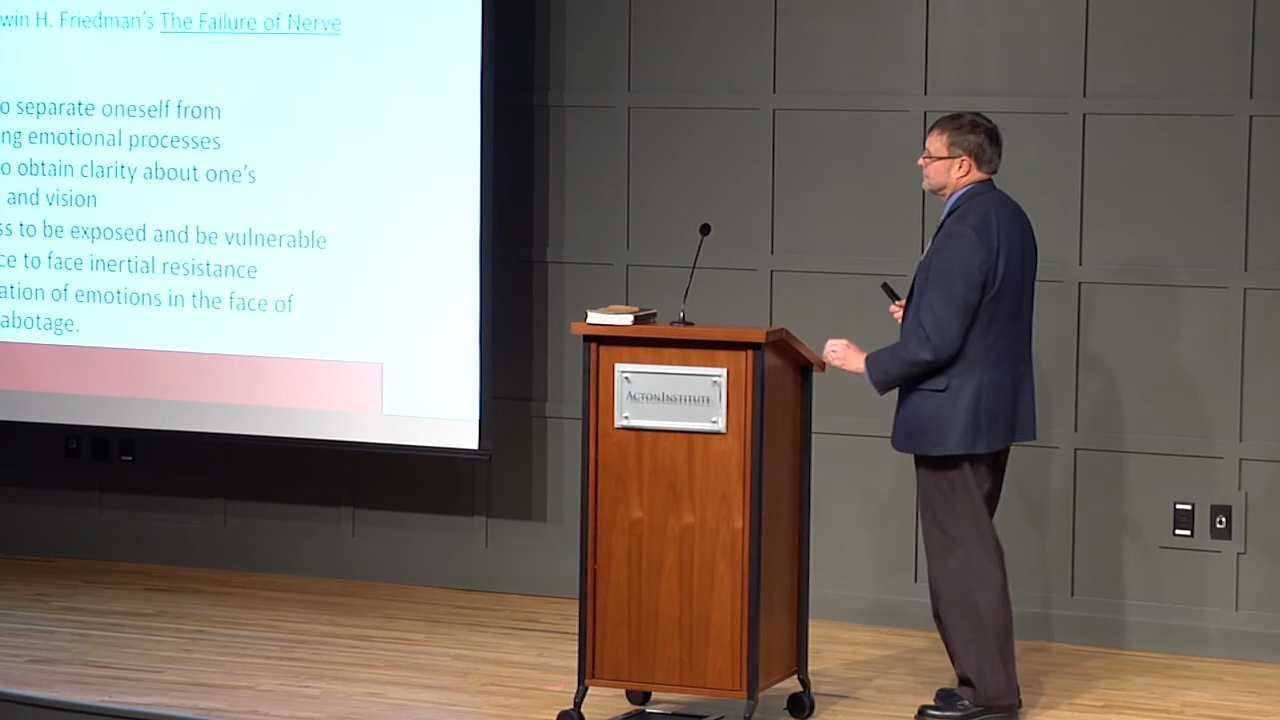 win H. Friedman's The Failure of Nerve
o separate oneself from
ng emotional processes
o obtain clarity about one's
and vision
ss to be exposed and be vulnerable
ce to face inertial resistance
ation of emotions in the face of
abotage.
ACTON INSTITUTE